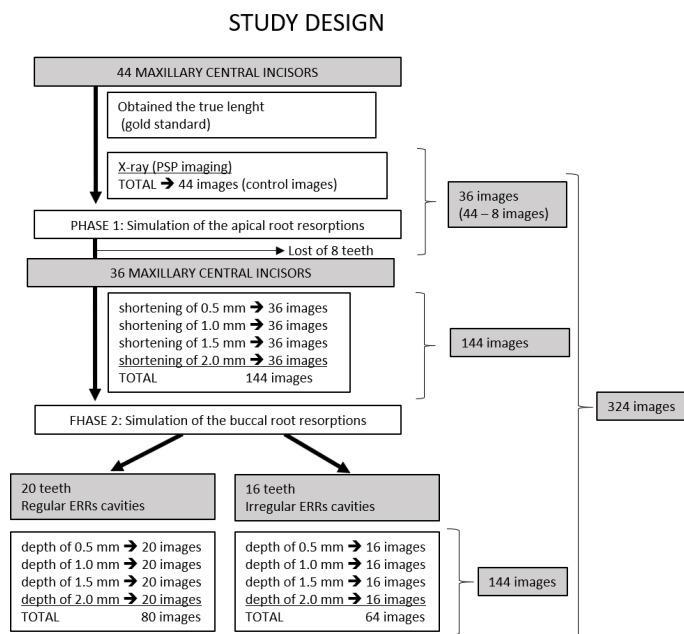 STUDY DESIGN
44 MAXILLARY CENTRAL INCISORS
Obtained the true lenght
(gold standard)
X-ray (PSP imaging)
TOTAL ➔ 44 images (control images)
36 images
(44 – 8 images)
PHASE 1: Simulation of the apical root resorptions
Lost of 8 teeth
36 MAXILLARY CENTRAL INCISORS
shortening of 0.5 mm ➔ 36 images
shortening of 1.0 mm ➔ 36 images
shortening of 1.5 mm ➔ 36 images
shortening of 2.0 mm ➔ 36 images
TOTAL 144 images
144 images
324 images
FHASE 2: Simulation of the buccal root resorptions
20 teeth
Regular ERRs cavities
depth of 0.5 mm ➔ 20 images
depth of 1.0 mm ➔ 20 images
depth of 1.5 mm ➔ 20 images
depth of 2.0 mm ➔ 20 images
TOTAL 80 images
16 teeth
Irregular ERRs cavities
depth of 0.5 mm ➔ 16 images
depth of 1.0 mm ➔ 16 images
depth of 1.5 mm ➔ 16 images
depth of 2.0 mm ➔ 16 images
TOTAL 64 images
144 images